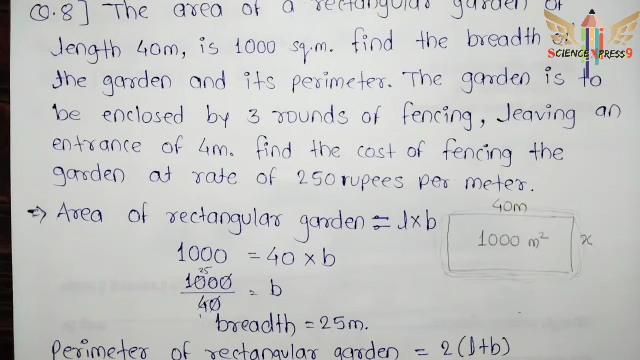 Q.8] The area of a rectangular garden of
length 40m, is 1000 sq.m. find the breadth of
the garden and its perimeter. The garden is to
be enclosed by 3 rounds of fencing, leaving an
entrance of 4m. find the cost of fencing the
garden at rate of 250 rupees per meter.
⇒ Area of rectangular garden = l×b
1000 = 40 × b
25
1000/40 = b
breadth = 25m.
Perimeter of rectangular garden = 2(l+b)
40m
1000 m²
x
SCIENCE XPRESS9